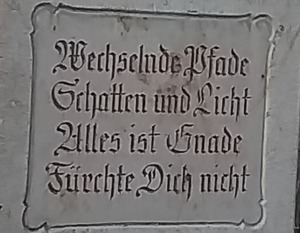 Wechselnde Pfade
Schatten und Licht
Alles ist Gnade
Fürchte Dich nicht